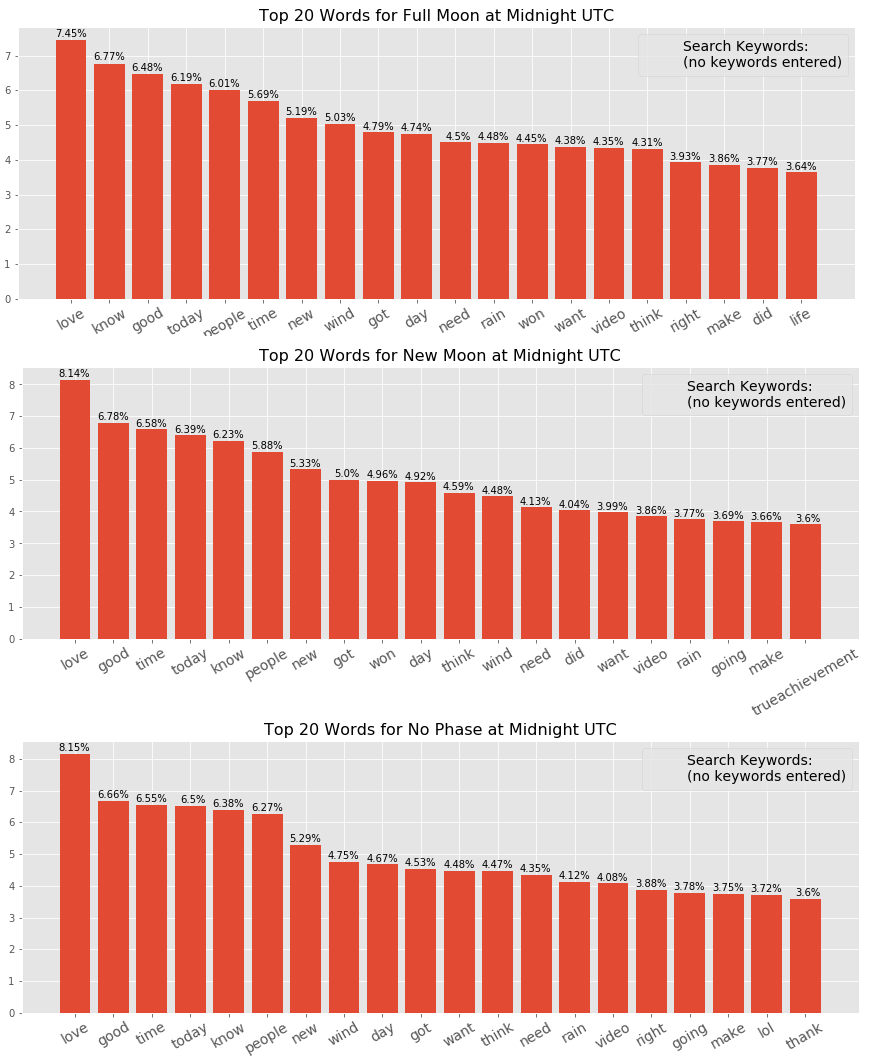 Top 20 Words for Full Moon at Midnight UTC
7.45% 6.77% 6.48% 6.19% 6.01% 5.69% 5.19% 5.03% 4.79% 4.74% 4.5% 4.48% 4.45% 4.38% 4.35% 4.31% 3.93% 3.86% 3.77% 3.64%
Search Keywords:
(no keywords entered)
7
6
5
4
3
2
1
0
love know good today people time new wind got day need rain won want video think right make did life
Top 20 Words for New Moon at Midnight UTC
8.14% 6.78% 6.58% 6.39% 6.23% 5.88% 5.33% 5.0% 4.96% 4.92% 4.59% 4.48% 4.13% 4.04% 3.99% 3.86% 3.77% 3.69% 3.66% 3.6%
Search Keywords:
(no keywords entered)
8
7
6
5
4
3
2
1
0
love good time today know people new got won day think wind need did want video rain going make trueachievement
Top 20 Words for No Phase at Midnight UTC
8.15% 6.66% 6.55% 6.5% 6.38% 6.27% 5.29% 4.75% 4.67% 4.53% 4.48% 4.47% 4.35% 4.12% 4.08% 3.88% 3.78% 3.75% 3.72% 3.6%
Search Keywords:
(no keywords entered)
8
7
6
5
4
3
2
1
0
love good time today know people new wind day got want think need rain video right going make lol thank